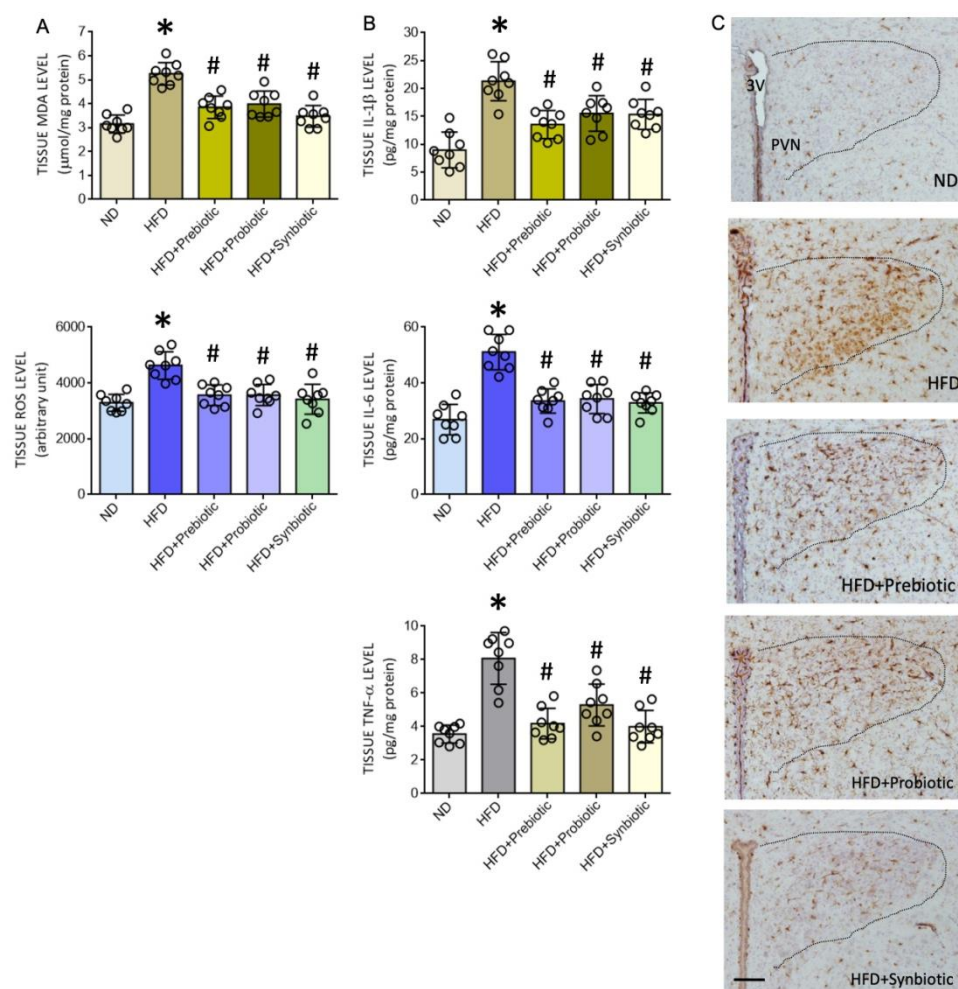 A
TISSUE MDA LEVEL
(μmol/mg protein)
7
6
5
4
3
2
1
0
*
#
#
#
ND
HFD
HFD+Prebiotic
HFD+Probiotic
HFD+Synbiotic
TISSUE ROS LEVEL
(arbitrary unit)
6000
4000
2000
0
*
#
#
#
ND
HFD
HFD+Prebiotic
HFD+Probiotic
HFD+Synbiotic
B
TISSUE IL-1β LEVEL
(pg/mg protein)
30
25
20
15
10
5
0
*
#
#
#
ND
HFD
HFD+Prebiotic
HFD+Probiotic
HFD+Synbiotic
TISSUE IL-6 LEVEL
(pg/mg protein)
60
40
20
0
*
#
#
#
ND
HFD
HFD+Prebiotic
HFD+Probiotic
HFD+Synbiotic
TISSUE TNF-α LEVEL
(pg/mg protein)
10
8
6
4
2
0
*
#
#
#
ND
HFD
HFD+Prebiotic
HFD+Probiotic
HFD+Synbiotic
C
3V
PVN
ND
HFD
HFD+Prebiotic
HFD+Probiotic
HFD+Synbiotic